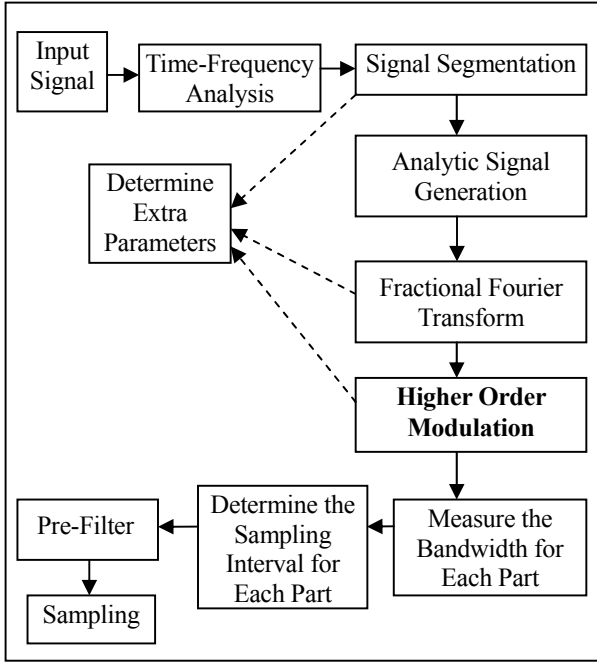 Input
Signal
Time-Frequency
Analysis
Signal Segmentation
Analytic Signal
Generation
Determine
Extra
Parameters
Fractional Fourier
Transform
Higher Order
Modulation
Measure the
Bandwidth for
Each Part
Determine the
Sampling
Interval for
Each Part
Pre-Filter
Sampling